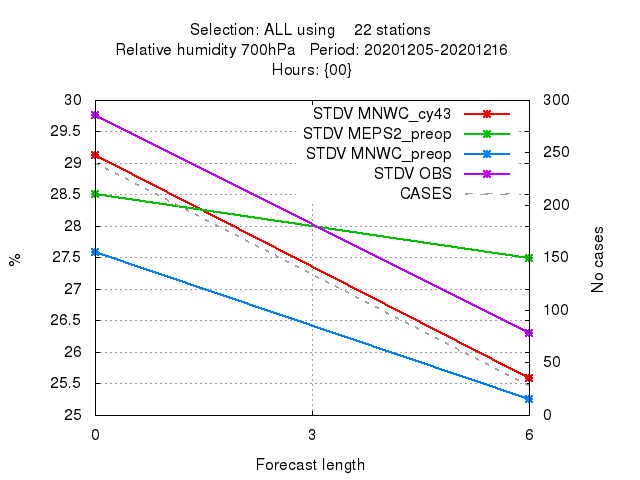 Selection: ALL using    22 stations
Relative humidity 700hPa   Period: 20201205-20201216
Hours: {00}
30 300
STDV MNWC_cy43
29.5
STDV MEPS2_preop
STDV MNWC_preop
29 250
STDV OBS
28.5 CASES 200
28
27.5 150
% No cases
27
26.5 100
26
25.5 50
25 0
0 3 6
Forecast length